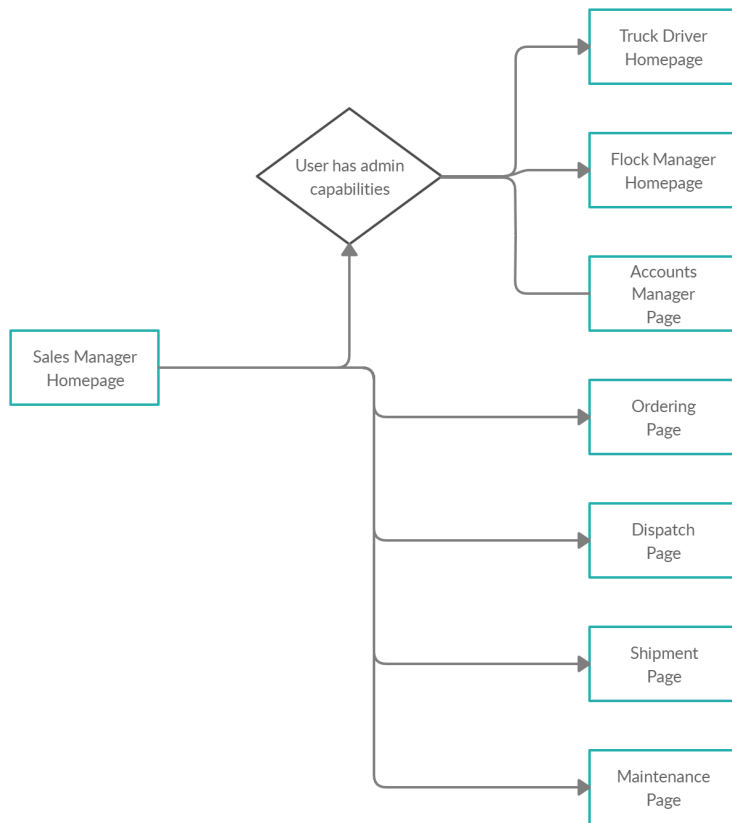 Truck Driver
Homepage
User has admin
capabilities
Flock Manager
Homepage
Accounts
Manager
Page
Sales Manager
Homepage
Ordering
Page
Dispatch
Page
Shipment
Page
Maintenance
Page